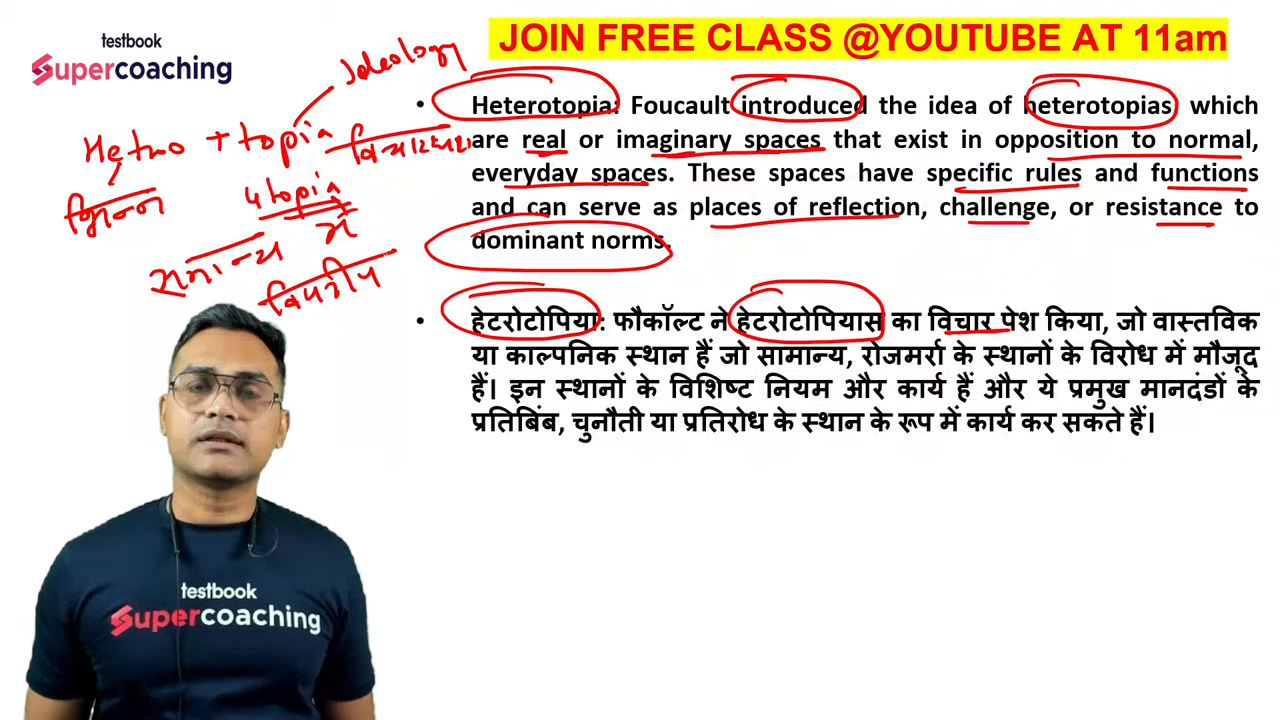 testbook
Supercoaching
JOIN FREE CLASS @YOUTUBE AT 11am
Ideology
Hetro + topia
विचारधारा
भिन्न
utopia
सामान्य
विपरीत
• Heterotopia: Foucault introduced the idea of heterotopias which
are real or imaginary spaces that exist in opposition to normal,
everyday spaces. These spaces have specific rules and functions
and can serve as places of reflection, challenge, or resistance to
dominant norms.
• हेटरोटोपिया: फौकॉल्ट ने हेटरोटोपियास का विचार पेश किया, जो वास्तविक
या काल्पनिक स्थान हैं जो सामान्य, रोजमर्रा के स्थानों के विरोध में मौजूद
हैं। इन स्थानों के विशिष्ट नियम और कार्य हैं और ये प्रमुख मानदंडों के
प्रतिबिंब, चुनौती या प्रतिरोध के स्थान के रूप में कार्य कर सकते हैं।
testbook
Supercoaching